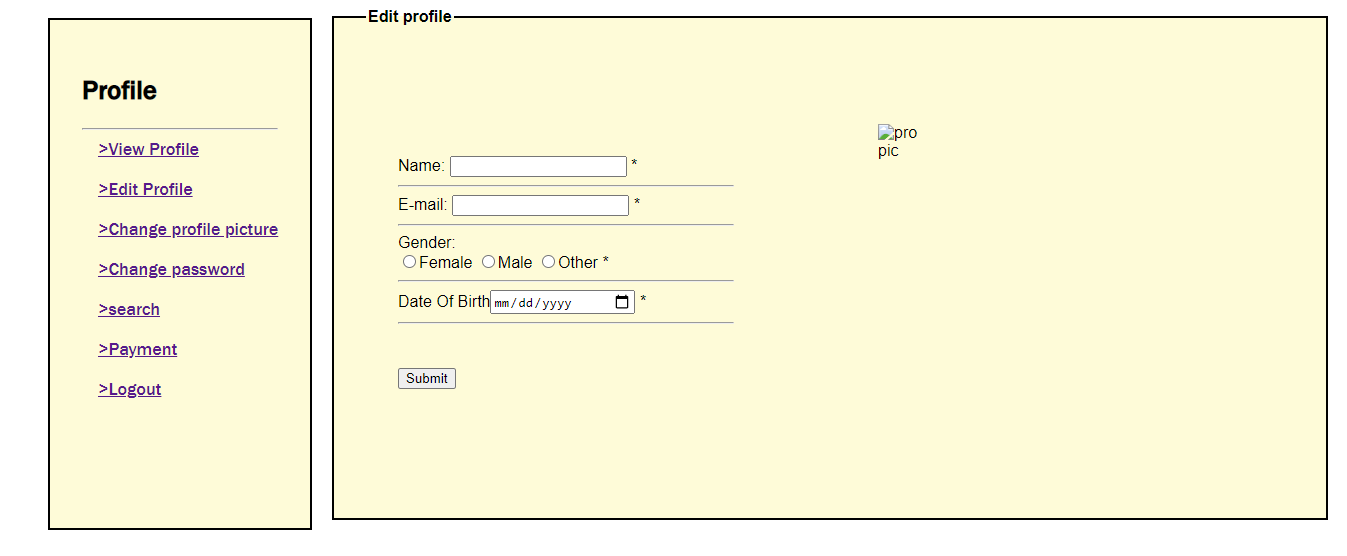 Profile
>View Profile
>Edit Profile
>Change profile picture
>Change password
>search
>Payment
>Logout
Edit profile
pro
pic
Name: *
E-mail: *
Gender:
Female Male Other *
Date Of Birth mm/dd/yyyy *
Submit